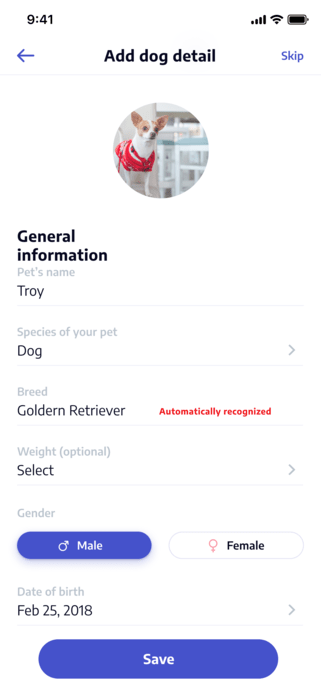 9:41
Add dog detail
Skip
General
information
Pet's name
Troy
Species of your pet
Dog
Breed
Goldern Retriever
Automatically recognized
Weight (optional)
Select
Gender
Male
Female
Date of birth
Feb 25, 2018
Save